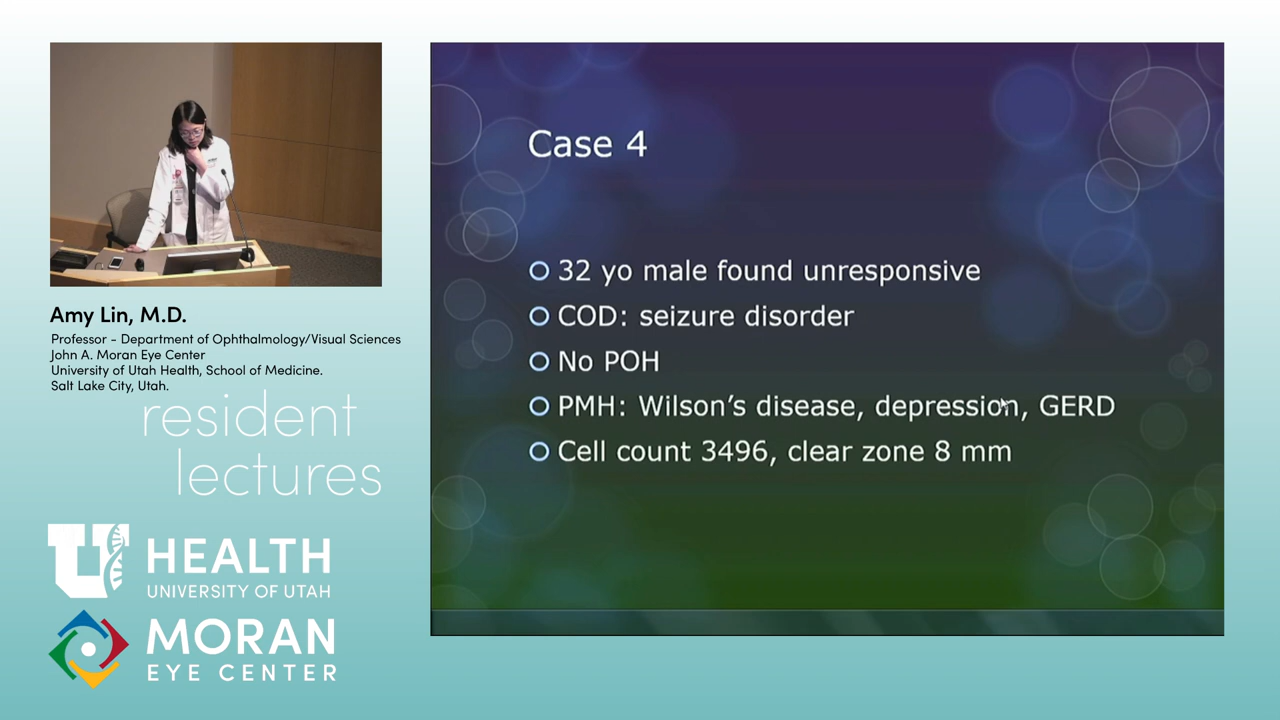 Amy Lin, M.D.
Professor - Department of Ophthalmology/Visual Sciences
John A. Moran Eye Center
University of Utah Health, School of Medicine.
Salt Lake City, Utah.
resident
lectures
U HEALTH
UNIVERSITY OF UTAH
MORAN
EYE CENTER
Case 4
32 yo male found unresponsive
COD: seizure disorder
No POH
PMH: Wilson’s disease, depression, GERD
Cell count 3496, clear zone 8 mm